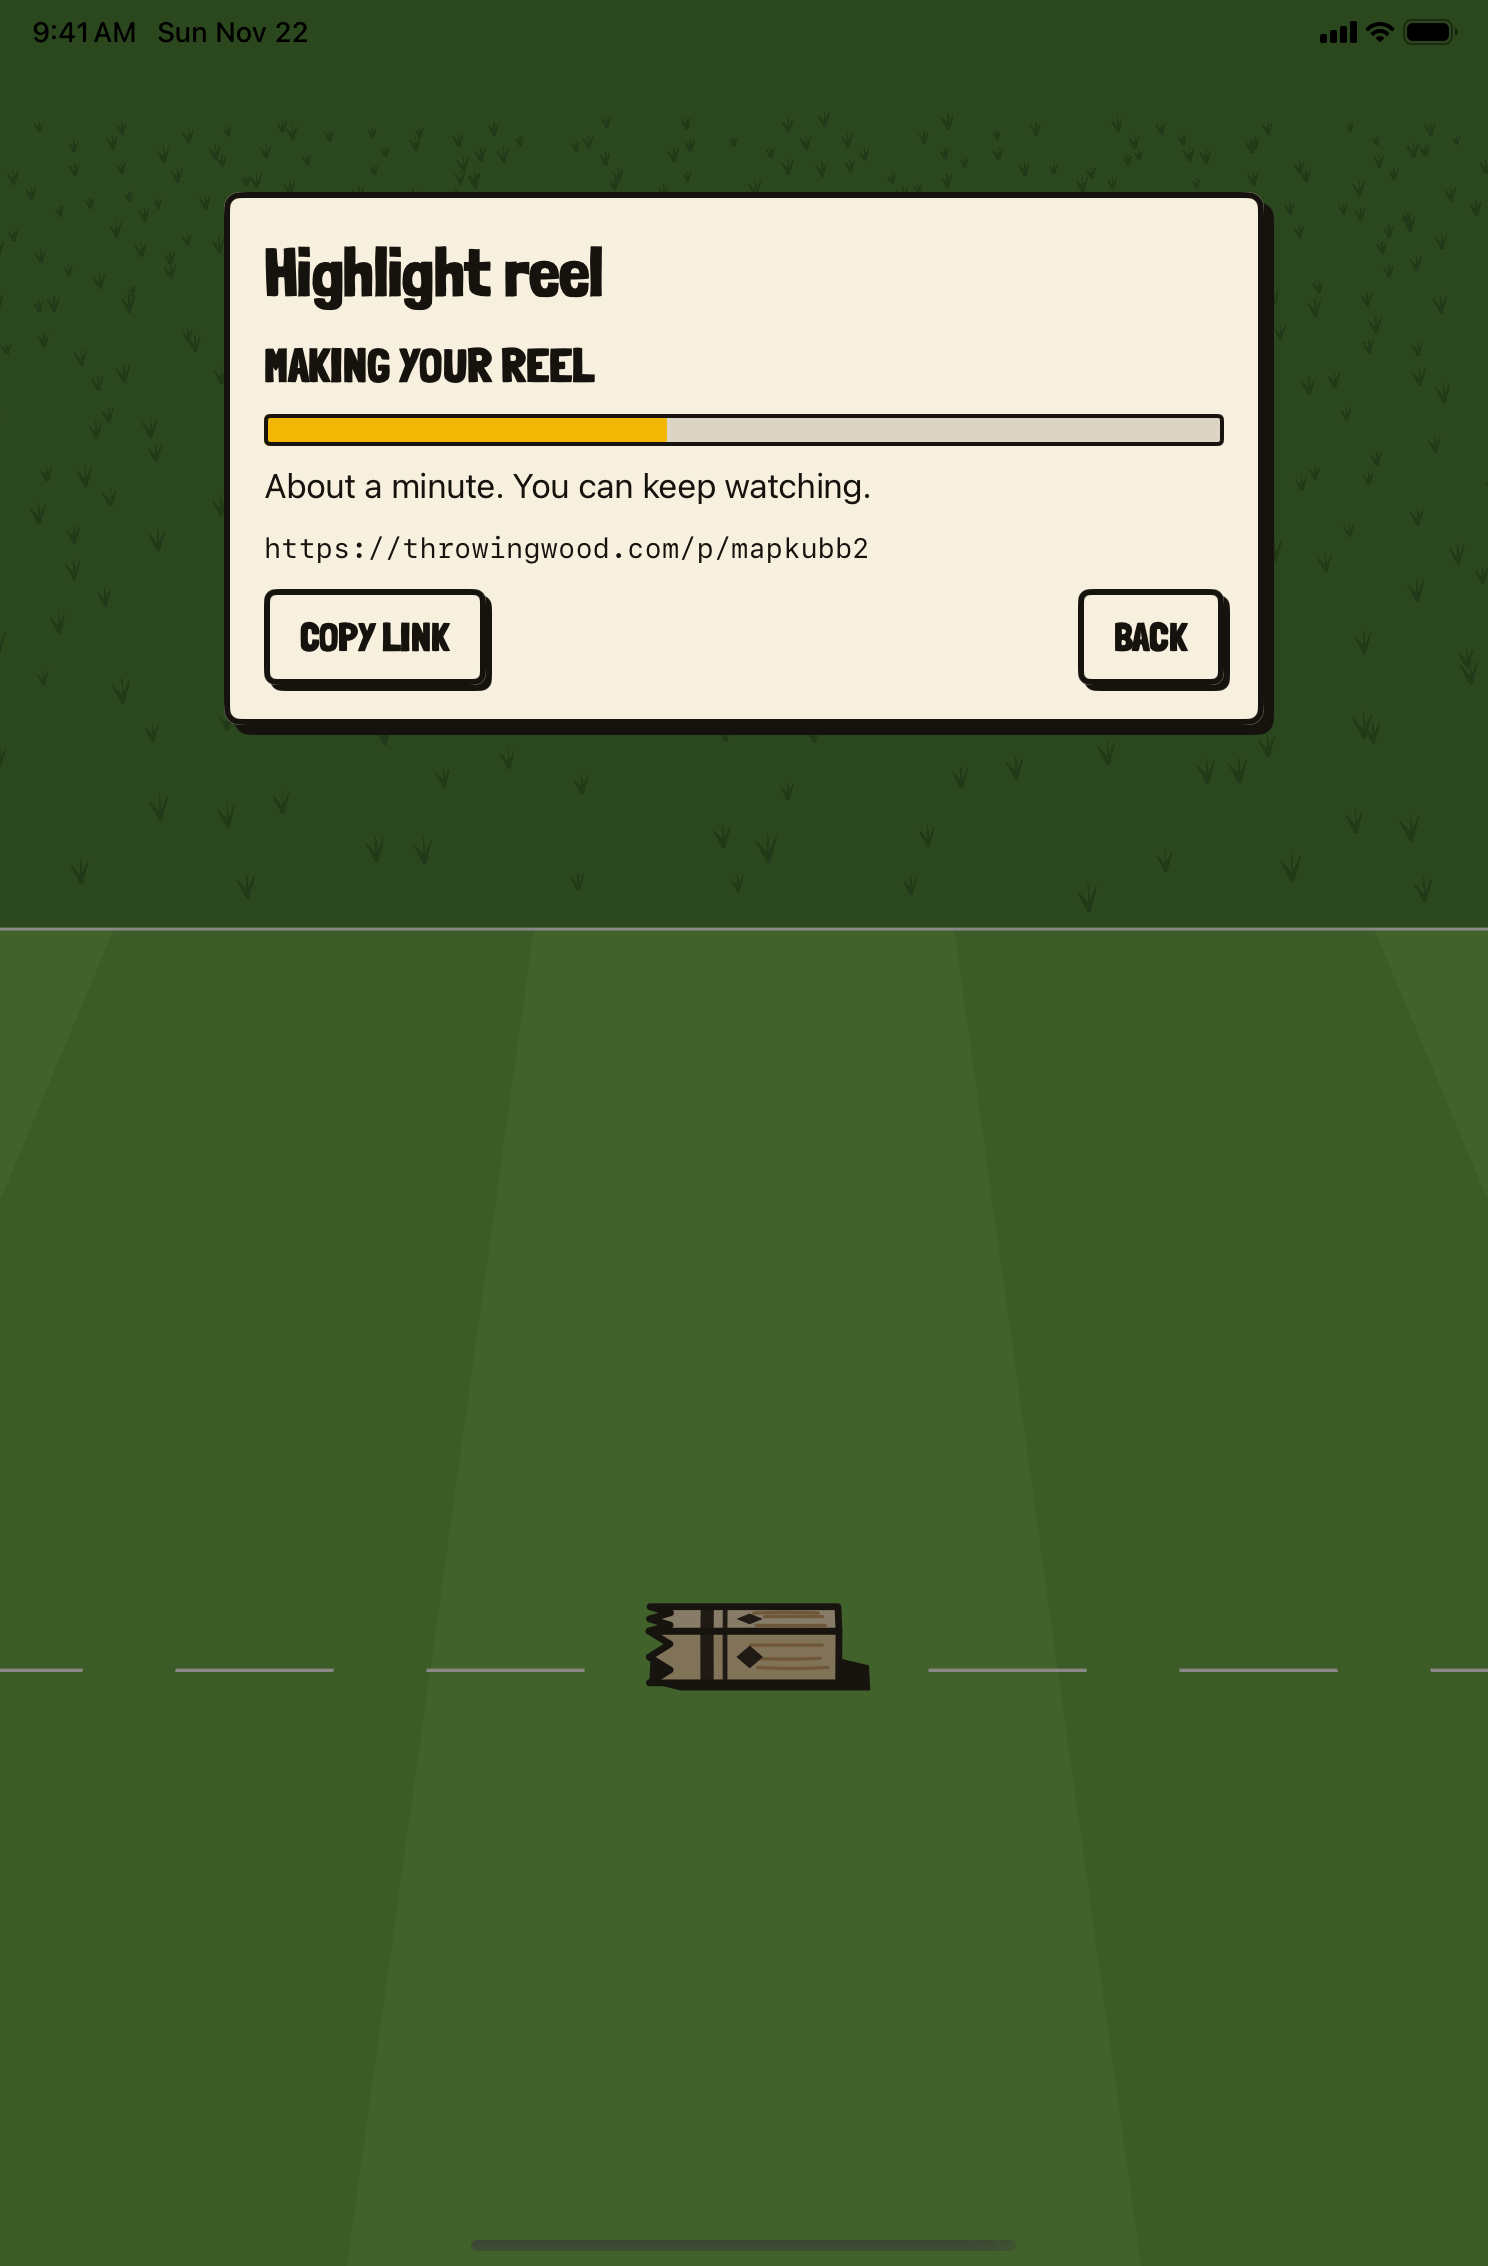 9:41 AM Sun Nov 22
Highlight reel
MAKING YOUR REEL
About a minute. You can keep watching.
https://throwingwood.com/p/mapkubb2
COPY LINK
BACK